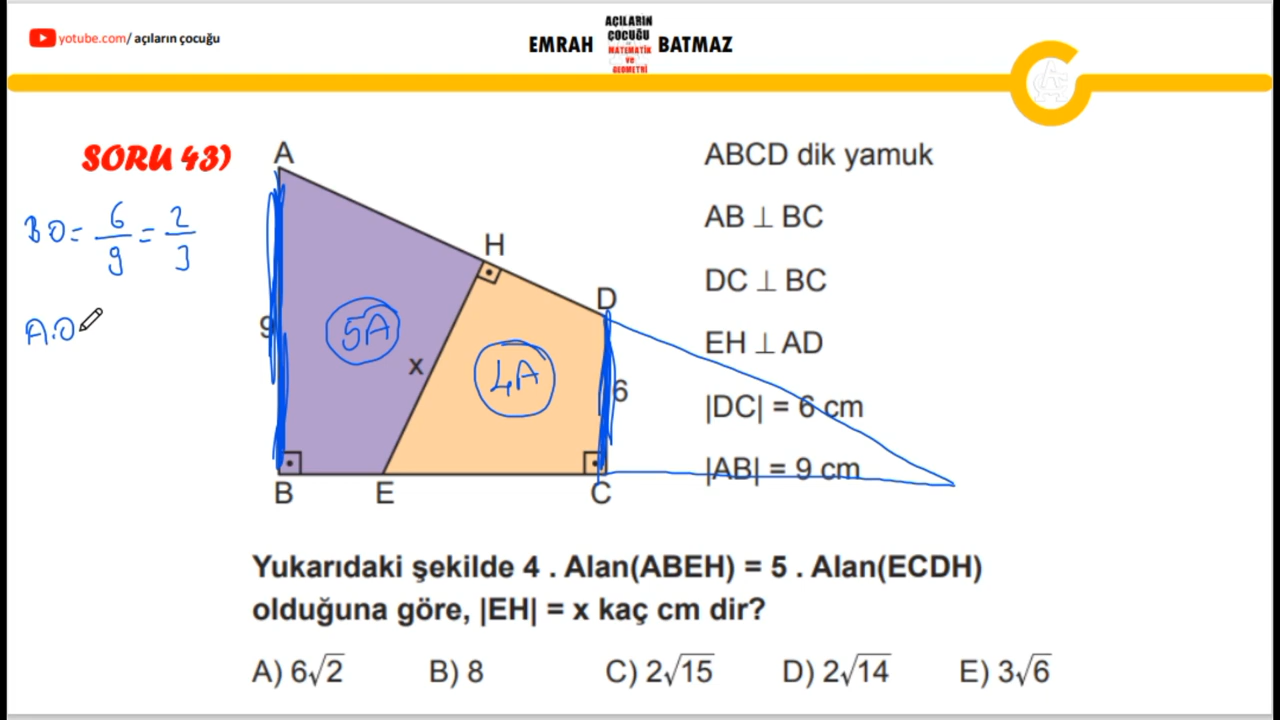 yotube.com/ açıların çocuğu
EMRAH
AÇILARIN
ÇOCUĞU
MATEMATİK
ve
GEOMETRİ
BATMAZ
SORU 43)
BO = 6/9 = 2/3
A.O
A
H
D
9
x
6
5A
4A
B
E
C
ABCD dik yamuk
AB ⊥ BC
DC ⊥ BC
EH ⊥ AD
|DC| = 6 cm
|AB| = 9 cm
Yukarıdaki şekilde 4 . Alan(ABEH) = 5 . Alan(ECDH)
olduğuna göre, |EH| = x kaç cm dir?
A) 6√2 B) 8 C) 2√15 D) 2√14 E) 3√6